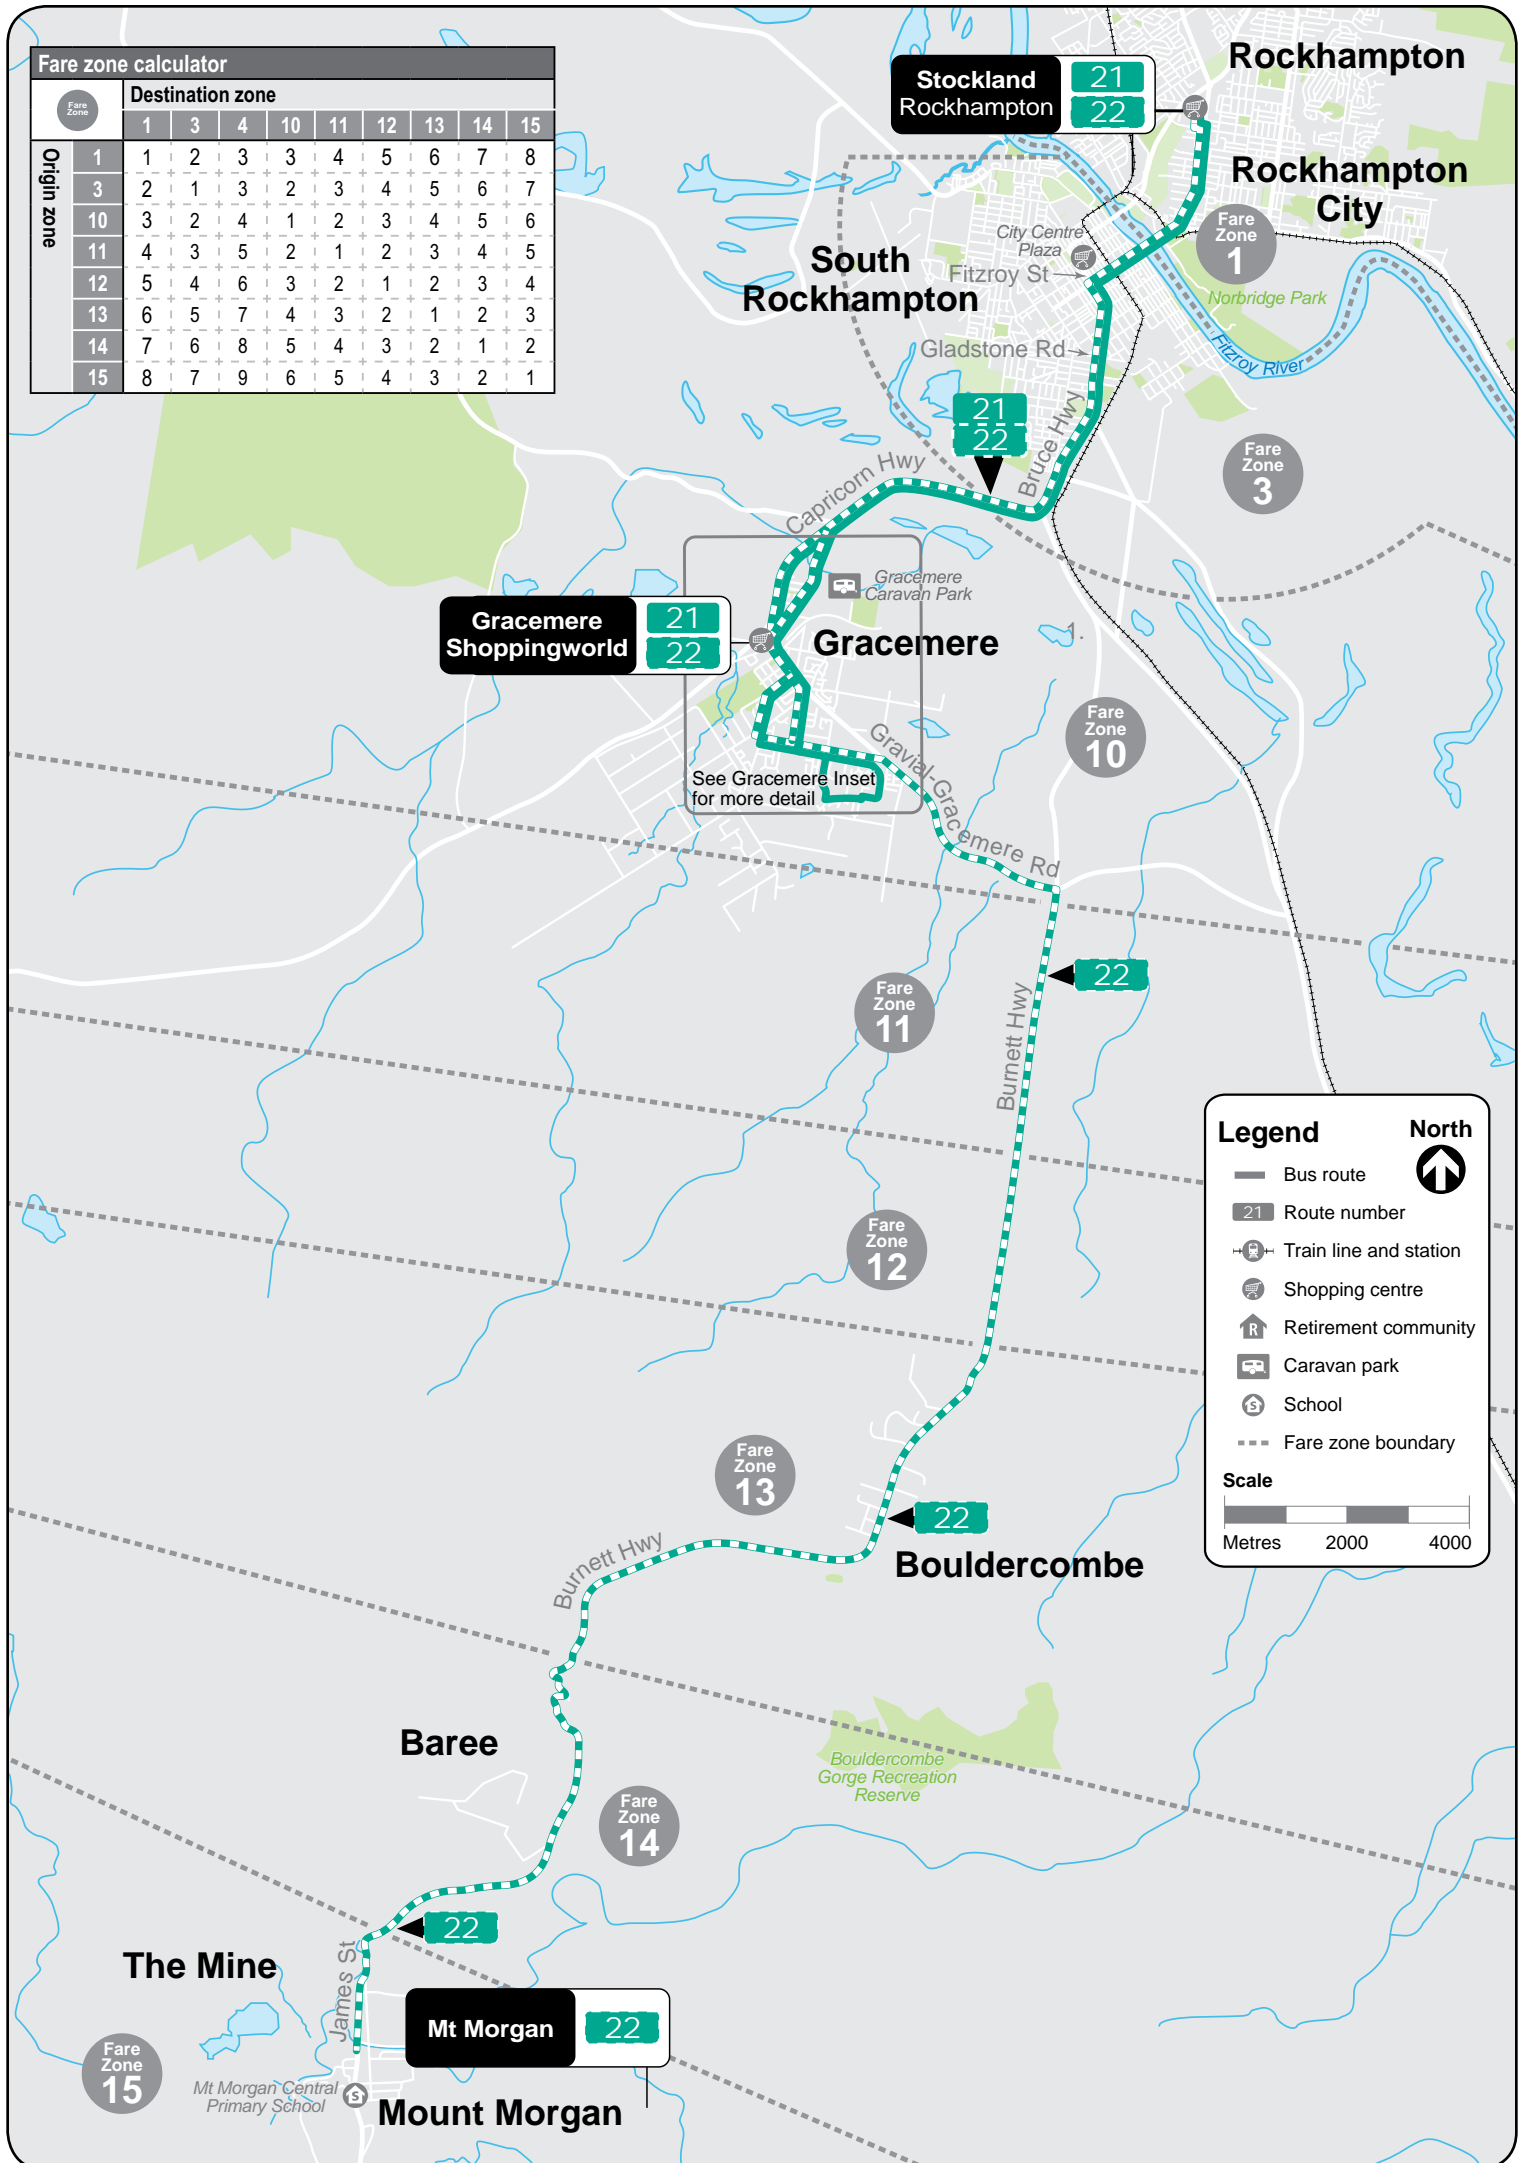 Fare zone calculator
Fare
Zone
Destination zone
1 3 4 10 11 12 13 14 15
Origin zone
1 1 2 3 3 4 5 6 7 8
3 2 1 3 2 3 4 5 6 7
10 3 2 4 1 2 3 4 5 6
11 4 3 5 2 1 2 3 4 5
12 5 4 6 3 2 1 2 3 4
13 6 5 7 4 3 2 1 2 3
14 7 6 8 5 4 3 2 1 2
15 8 7 9 6 5 4 3 2 1
Stockland
Rockhampton
21
22
Rockhampton
Rockhampton
City
Fare
Zone
1
City Centre
Plaza
South
Rockhampton
Fitzroy St
Norbridge Park
Fitzroy River
Gladstone Rd
21
22
Bruce Hwy
Capricorn Hwy
Fare
Zone
3
Gracemere
Caravan Park
Gracemere
Shoppingworld
21
22
Gracemere
1.
Fare
Zone
10
See Gracemere Inset
for more detail
Gravial-Gracemere Rd
22
Fare
Zone
11
Burnett Hwy
Fare
Zone
12
Legend
North
Bus route
21 Route number
Train line and station
Shopping centre
R Retirement community
Caravan park
S School
Fare zone boundary
Scale
Metres 2000 4000
Fare
Zone
13
22
Bouldercombe
Burnett Hwy
Baree
Bouldercombe
Gorge Recreation
Reserve
Fare
Zone
14
22
The Mine
James St
Mt Morgan
22
Fare
Zone
15
Mt Morgan Central
Primary School
S
Mount Morgan